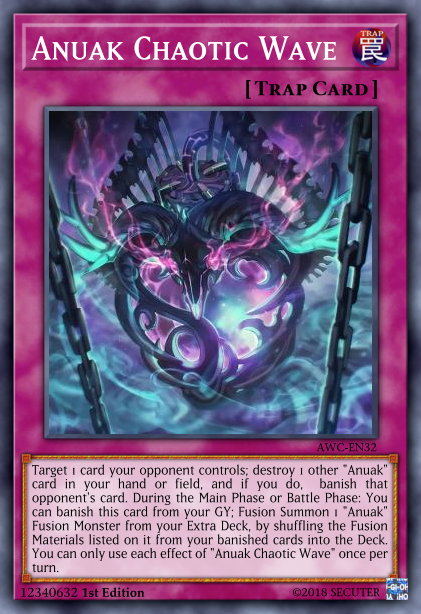 ANUAK CHAOTIC WAVE
TRAP
罠
[TRAP CARD]
AWC-EN32
Target 1 card your opponent controls; destroy 1 other "Anuak"
card in your hand or field, and if you do, banish that
opponent's card. During the Main Phase or Battle Phase: You
can banish this card from your GY; Fusion Summon 1 "Anuak"
Fusion Monster from your Extra Deck, by shuffling the Fusion
Materials listed on it from your banished cards into the Deck.
You can only use each effect of "Anuak Chaotic Wave" once per
turn.
12340632 1st Edition
©2018 SECUTER